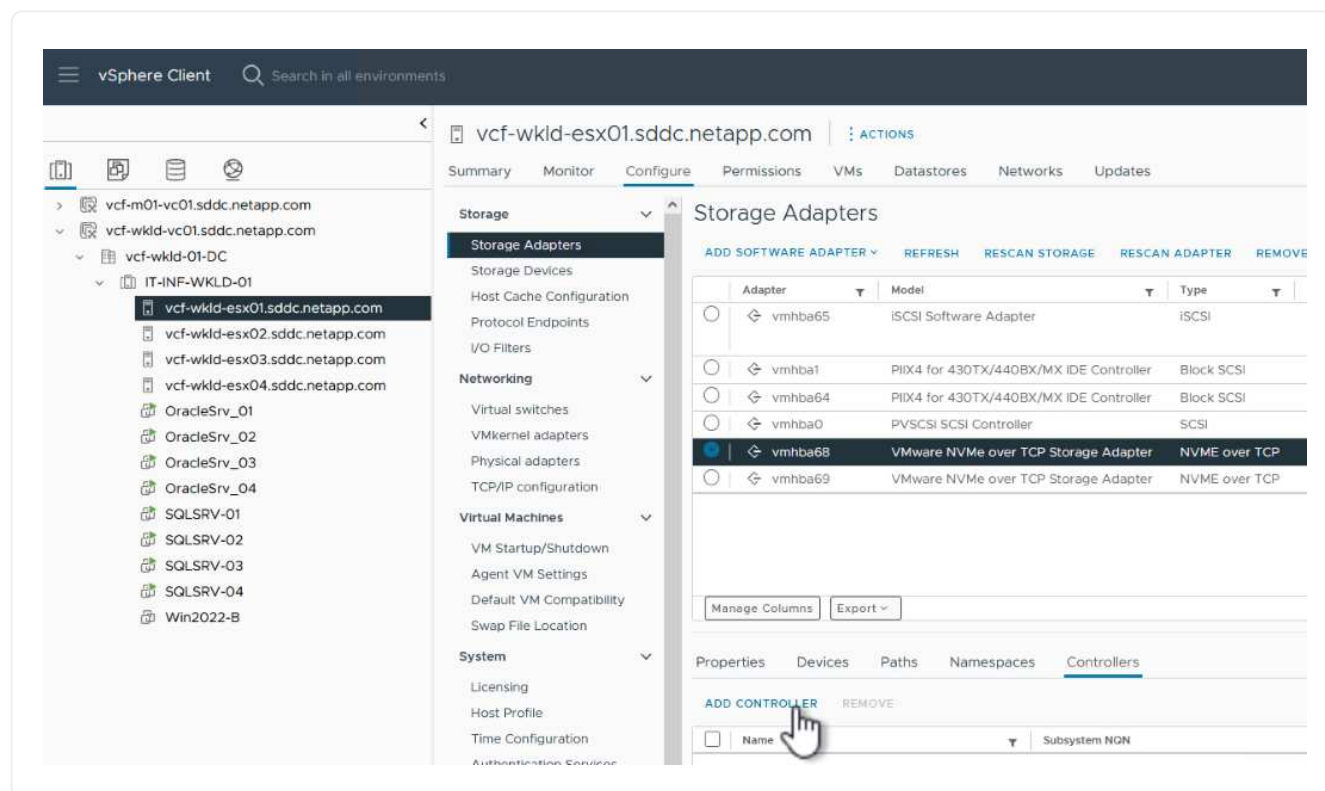 vSphere Client Search in all environments
vcf-m01-vc01.sddc.netapp.com
vcf-wkld-vc01.sddc.netapp.com
vcf-wkld-01-DC
IT-INF-WKLD-01
vcf-wkld-esx01.sddc.netapp.com
vcf-wkld-esx02.sddc.netapp.com
vcf-wkld-esx03.sddc.netapp.com
vcf-wkld-esx04.sddc.netapp.com
OracleSrv_01
OracleSrv_02
OracleSrv_03
OracleSrv_04
SQLSRV-01
SQLSRV-02
SQLSRV-03
SQLSRV-04
Win2022-B
vcf-wkld-esx01.sddc.netapp.com ACTIONS
Summary Monitor Configure Permissions VMs Datastores Networks Updates
Storage
Storage Adapters
Storage Devices
Host Cache Configuration
Protocol Endpoints
I/O Filters
Networking
Virtual switches
VMkernel adapters
Physical adapters
TCP/IP configuration
Virtual Machines
VM Startup/Shutdown
Agent VM Settings
Default VM Compatibility
Swap File Location
System
Licensing
Host Profile
Time Configuration
Authentication Services
Storage Adapters
ADD SOFTWARE ADAPTER REFRESH RESCAN STORAGE RESCAN ADAPTER REMOVE
Adapter Model Type
vmhba65 iSCSI Software Adapter iSCSI
vmhba1 PIIX4 for 430TX/440BX/MX IDE Controller Block SCSI
vmhba64 PIIX4 for 430TX/440BX/MX IDE Controller Block SCSI
vmhba0 PVSCSI SCSI Controller SCSI
vmhba68 VMware NVMe over TCP Storage Adapter NVME over TCP
vmhba69 VMware NVMe over TCP Storage Adapter NVME over TCP
Manage Columns Export
Properties Devices Paths Namespaces Controllers
ADD CONTROLLER REMOVE
Name Subsystem NQN